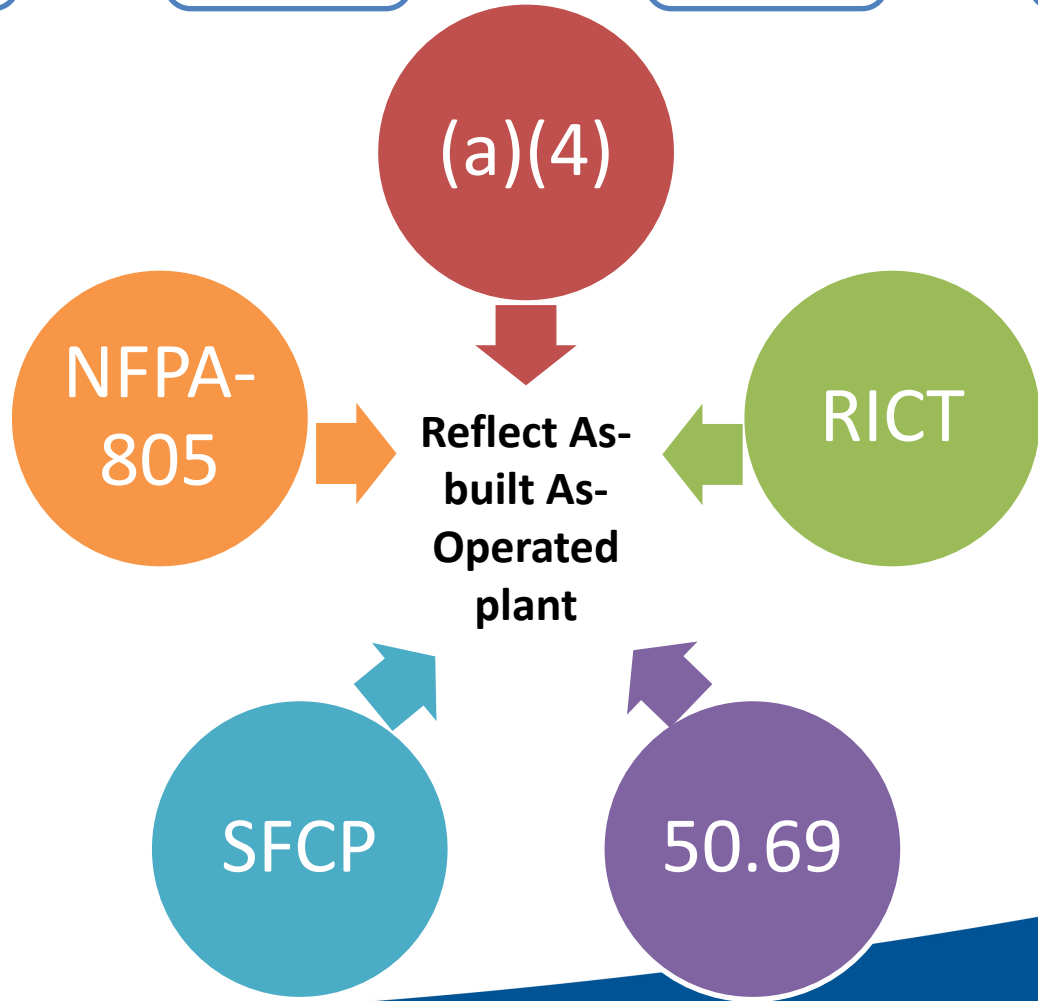 (a)(4)
NFPA-
805
RICT
Reflect As-
built As-
Operated
plant
SFCP
50.69